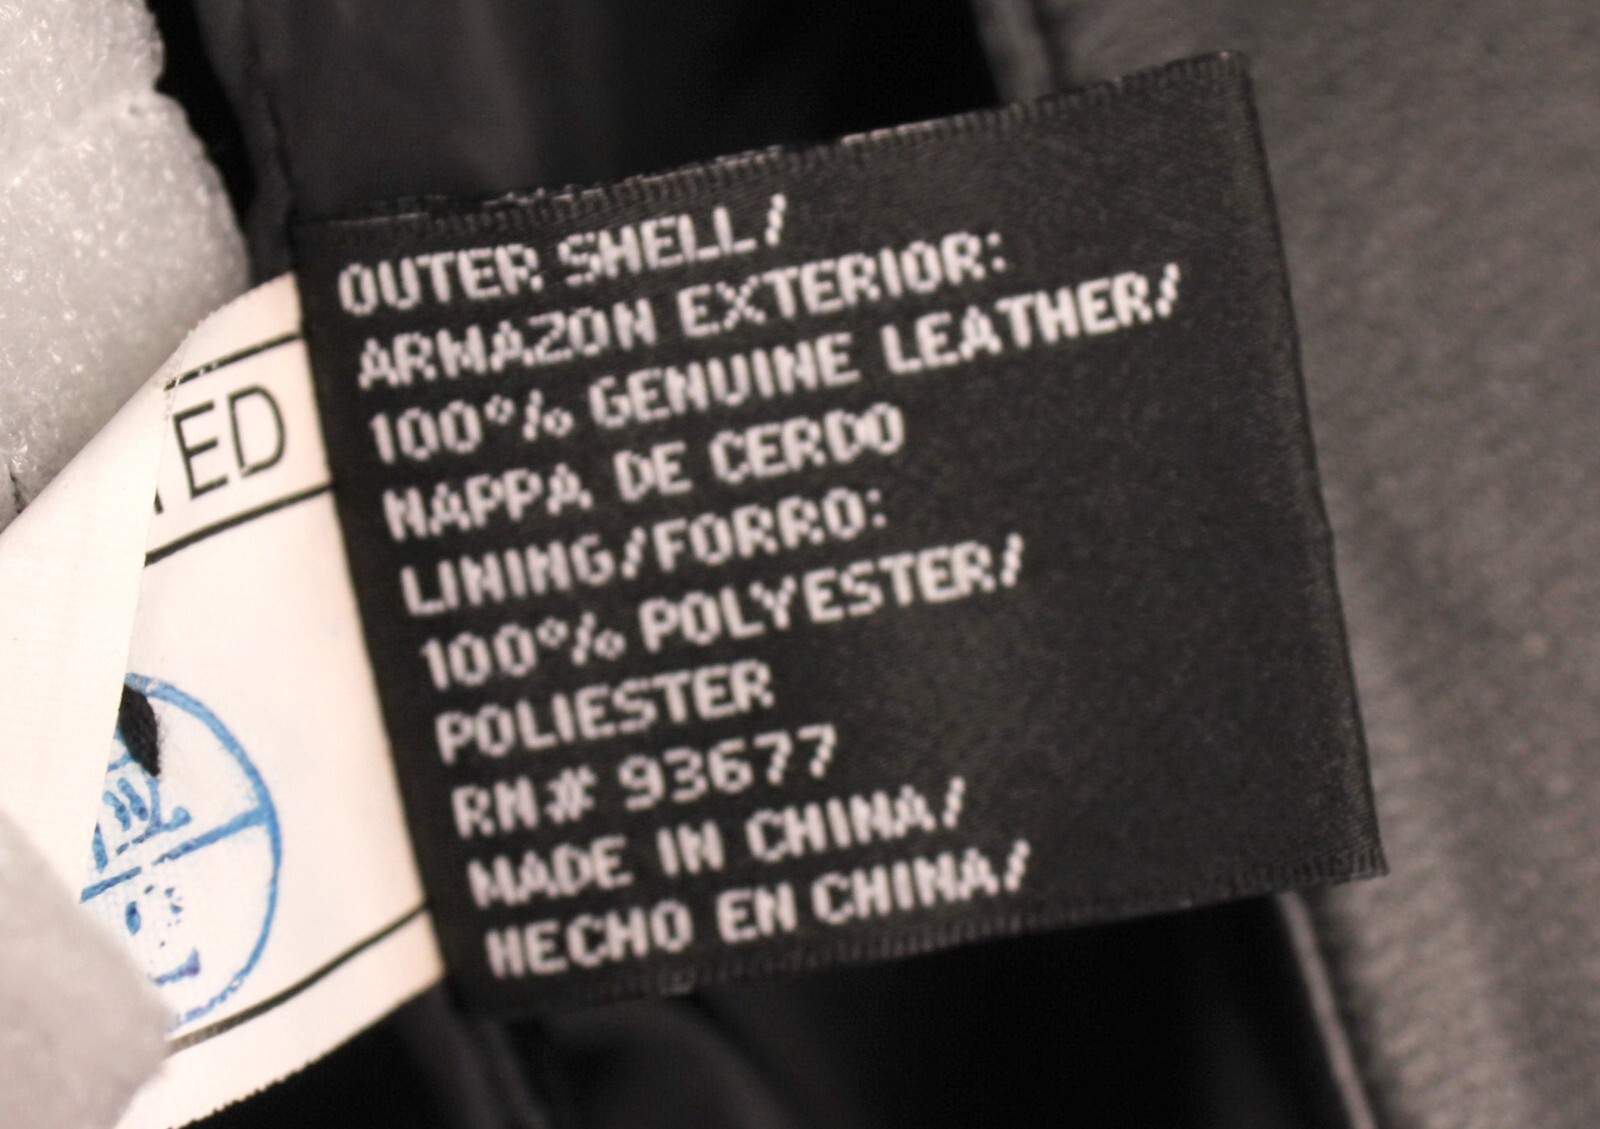 OUTER SHELL/
ARMAZON EXTERIOR:
100% GENUINE LEATHER/
NAPPA DE CERDO
LINING/FORRO:
100% POLYESTER/
POLIESTER
RN# 93677
MADE IN CHINA/
HECHO EN CHINA/